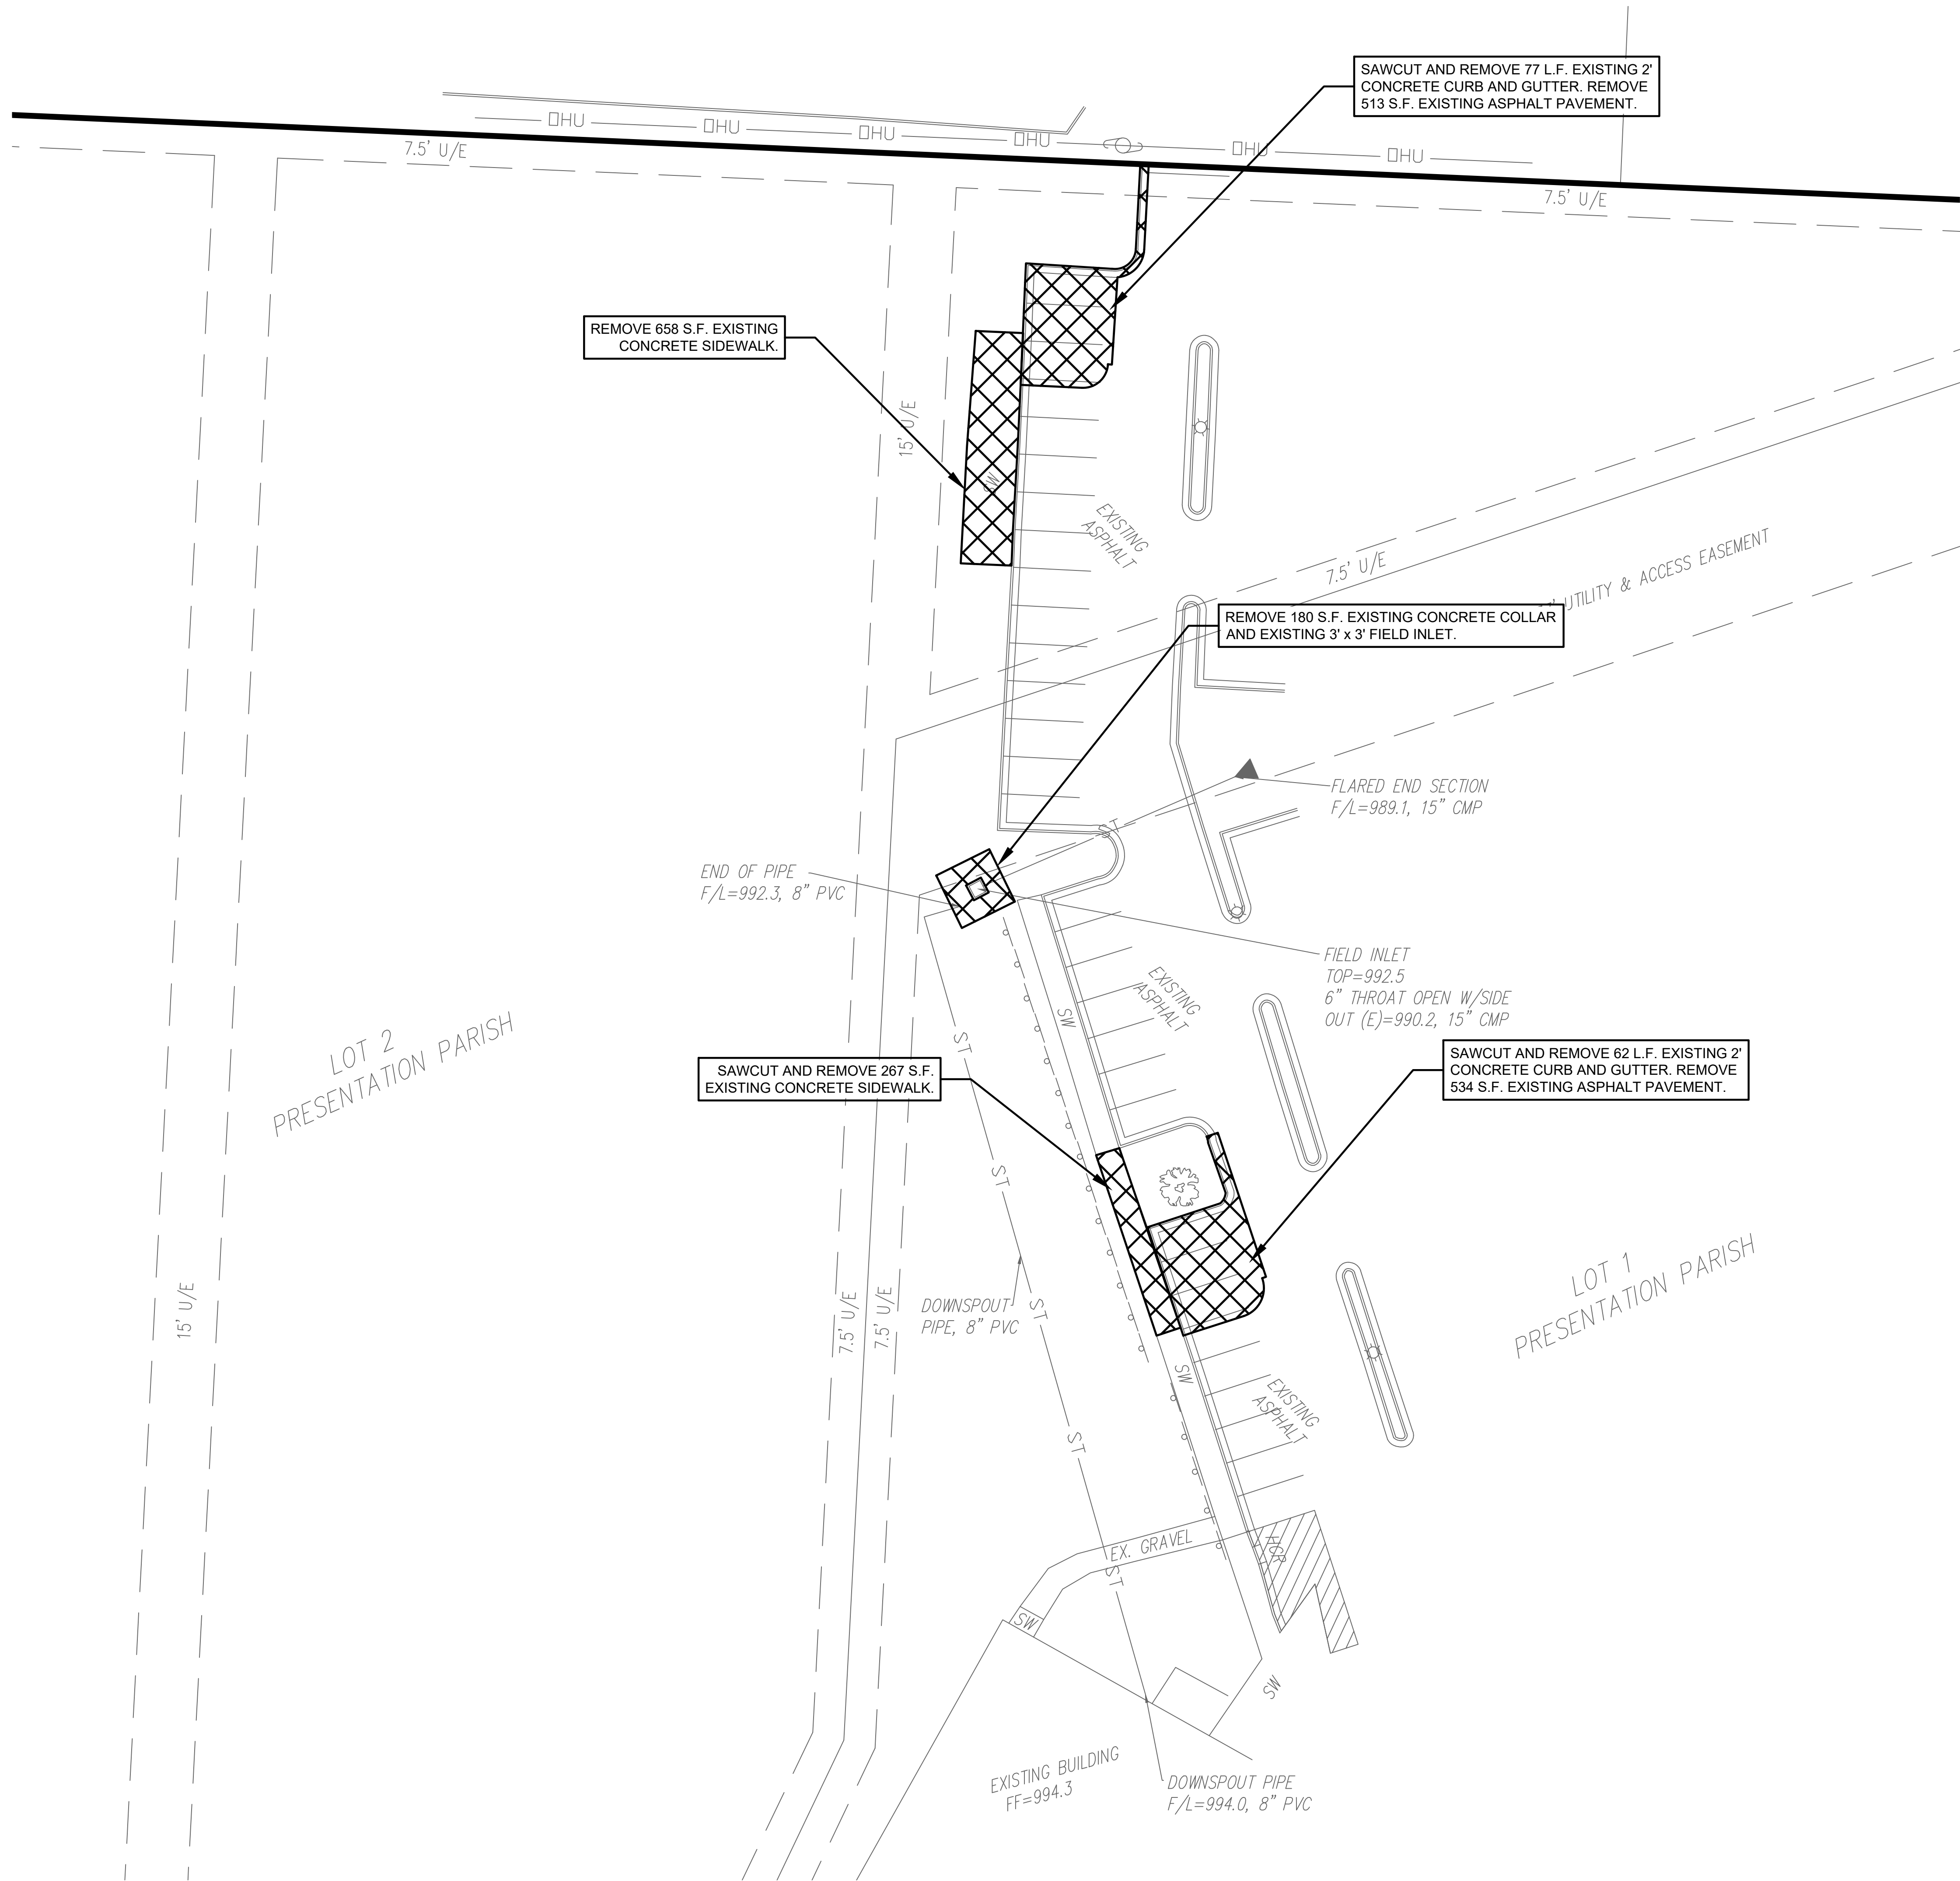 SAWCUT AND REMOVE 77 L.F. EXISTING 2'
CONCRETE CURB AND GUTTER. REMOVE
513 S.F. EXISTING ASPHALT PAVEMENT.
OHU
OHU
OHU
OHU
OHU
OHU
7.5' U/E
7.5' U/E
REMOVE 658 S.F. EXISTING
CONCRETE SIDEWALK.
15' U/E
SW
EXISTING
ASPHALT
7.5' U/E
UTILITY & ACCESS EASEMENT
REMOVE 180 S.F. EXISTING CONCRETE COLLAR
AND EXISTING 3' x 3' FIELD INLET.
FLARED END SECTION
F/L=989.1, 15" CMP
ST
END OF PIPE
F/L=992.3, 8" PVC
FIELD INLET
TOP=992.5
6" THROAT OPEN W/SIDE
OUT (E)=990.2, 15" CMP
EXISTING
ASPHALT
SW
ST
LOT 2
PRESENTATION PARISH
SAWCUT AND REMOVE 267 S.F.
EXISTING CONCRETE SIDEWALK.
SAWCUT AND REMOVE 62 L.F. EXISTING 2'
CONCRETE CURB AND GUTTER. REMOVE
534 S.F. EXISTING ASPHALT PAVEMENT.
ST
LOT 1
PRESENTATION PARISH
15' U/E
7.5' U/E
7.5' U/E
DOWNSPOUT
PIPE, 8" PVC
ST
SW
EXISTING
ASPHALT
ST
EX. GRAVEL
HCR
ST
SW
SW
EXISTING BUILDING
FF=994.3
DOWNSPOUT PIPE
F/L=994.0, 8" PVC